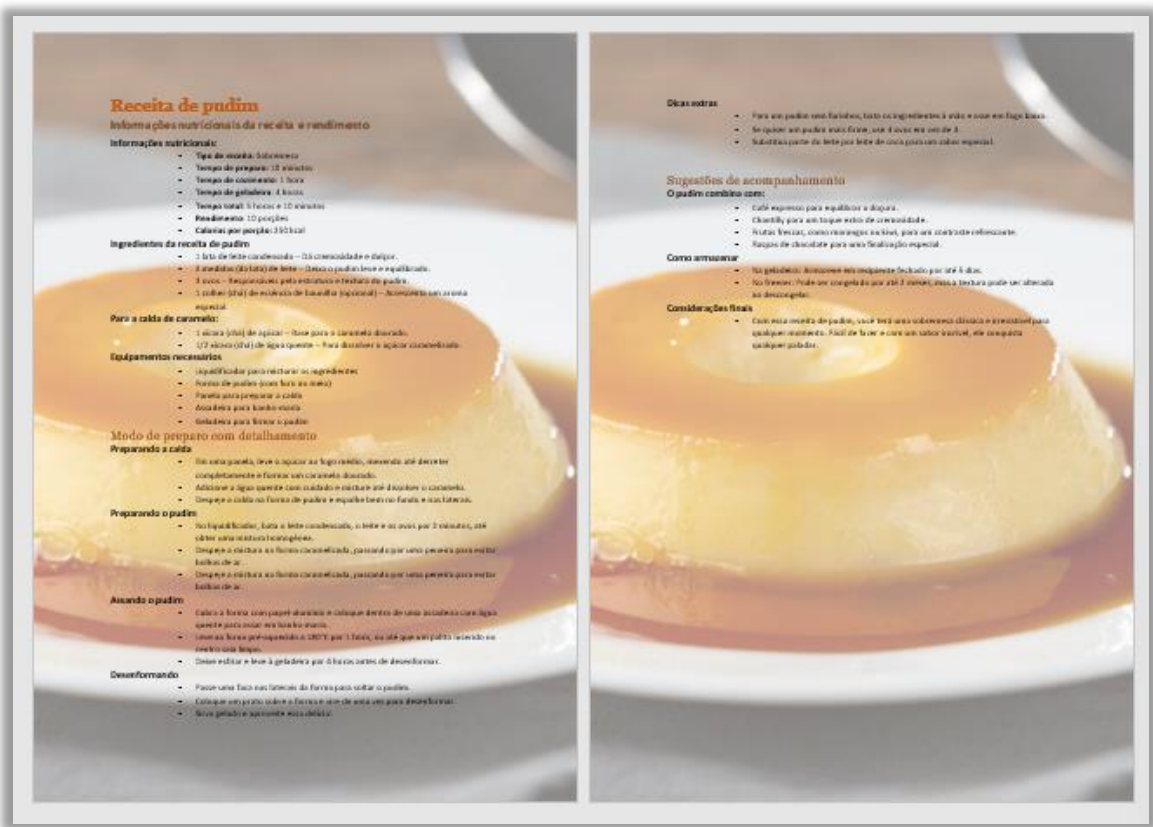 Receita de pudim
Informações nutricionais da receita e rendimento
Informações nutricionais:
Tipo de receita: Sobremesa
Tempo de preparo: 10 minutos
Tempo de cozimento: 1 hora
Tempo de geladeira: 4 horas
Tempo total: 5 horas e 10 minutos
Rendimento: 10 porções
Calorias por porção: 250 kcal
Ingredientes da receita de pudim
1 lata de leite condensado – Dá cremosidade e dulçor.
2 medidas (da lata) de leite – Deixa o pudim leve e equilibrado.
3 ovos – Responsáveis pela estrutura e textura do pudim.
1 colher (chá) de essência de baunilha (opcional) – Acrescenta um aroma
especial.
Para a calda de caramelo:
1 xícara (chá) de açúcar – Base para o caramelo dourado.
1/2 xícara (chá) de água quente – Para dissolver o açúcar caramelizado.
Equipamentos necessários
Liquidificador para misturar os ingredientes
Forma de pudim (com furo no meio)
Panela para preparar a calda
Assadeira para banho-maria
Geladeira para firmar o pudim
Modo de preparo com detalhamento
Preparando a calda
Em uma panela, leve o açúcar ao fogo médio, mexendo até derreter
completamente e formar um caramelo dourado.
Adicione a água quente com cuidado e misture até dissolver o caramelo.
Despeje a calda na forma de pudim e espalhe bem no fundo e nas laterais.
Preparando o pudim
No liquidificador, bata o leite condensado, o leite e os ovos por 2 minutos, até
obter uma mistura homogênea.
Despeje a mistura na forma caramelizada, passando por uma peneira para evitar
bolhas de ar.
Despeje a mistura na forma caramelizada, passando por uma peneira para evitar
bolhas de ar.
Assando o pudim
Cubra a forma com papel-alumínio e coloque dentro de uma assadeira com água
quente para assar em banho-maria.
Leve ao forno pré-aquecido a 180°C por 1 hora, ou até que um palito inserido no
centro saia limpo.
Deixe esfriar e leve à geladeira por 4 horas antes de desenformar.
Desenformando
Passe uma faca nas laterais da forma para soltar o pudim.
Coloque um prato sobre a forma e vire de uma vez para desenformar.
Sirva gelado e aproveite essa delícia!
Dicas extras
Para um pudim sem furinhos, bata os ingredientes à mão e asse em fogo baixo.
Se quiser um pudim mais firme, use 4 ovos em vez de 3.
Substitua parte do leite por leite de coco para um sabor especial.
Sugestões de acompanhamento
O pudim combina com:
Café expresso para equilibrar a doçura.
Chantilly para um toque extra de cremosidade.
Frutas frescas, como morangos ou kiwi, para um contraste refrescante.
Raspas de chocolate para uma finalização especial.
Como armazenar
Na geladeira: Armazene em recipiente fechado por até 5 dias.
No freezer: Pode ser congelado por até 2 meses, mas a textura pode ser alterada
ao descongelar.
Considerações finais
Com essa receita de pudim, você terá uma sobremesa clássica e irresistível para
qualquer momento. Fácil de fazer e com um sabor incrível, ele conquista
qualquer paladar.